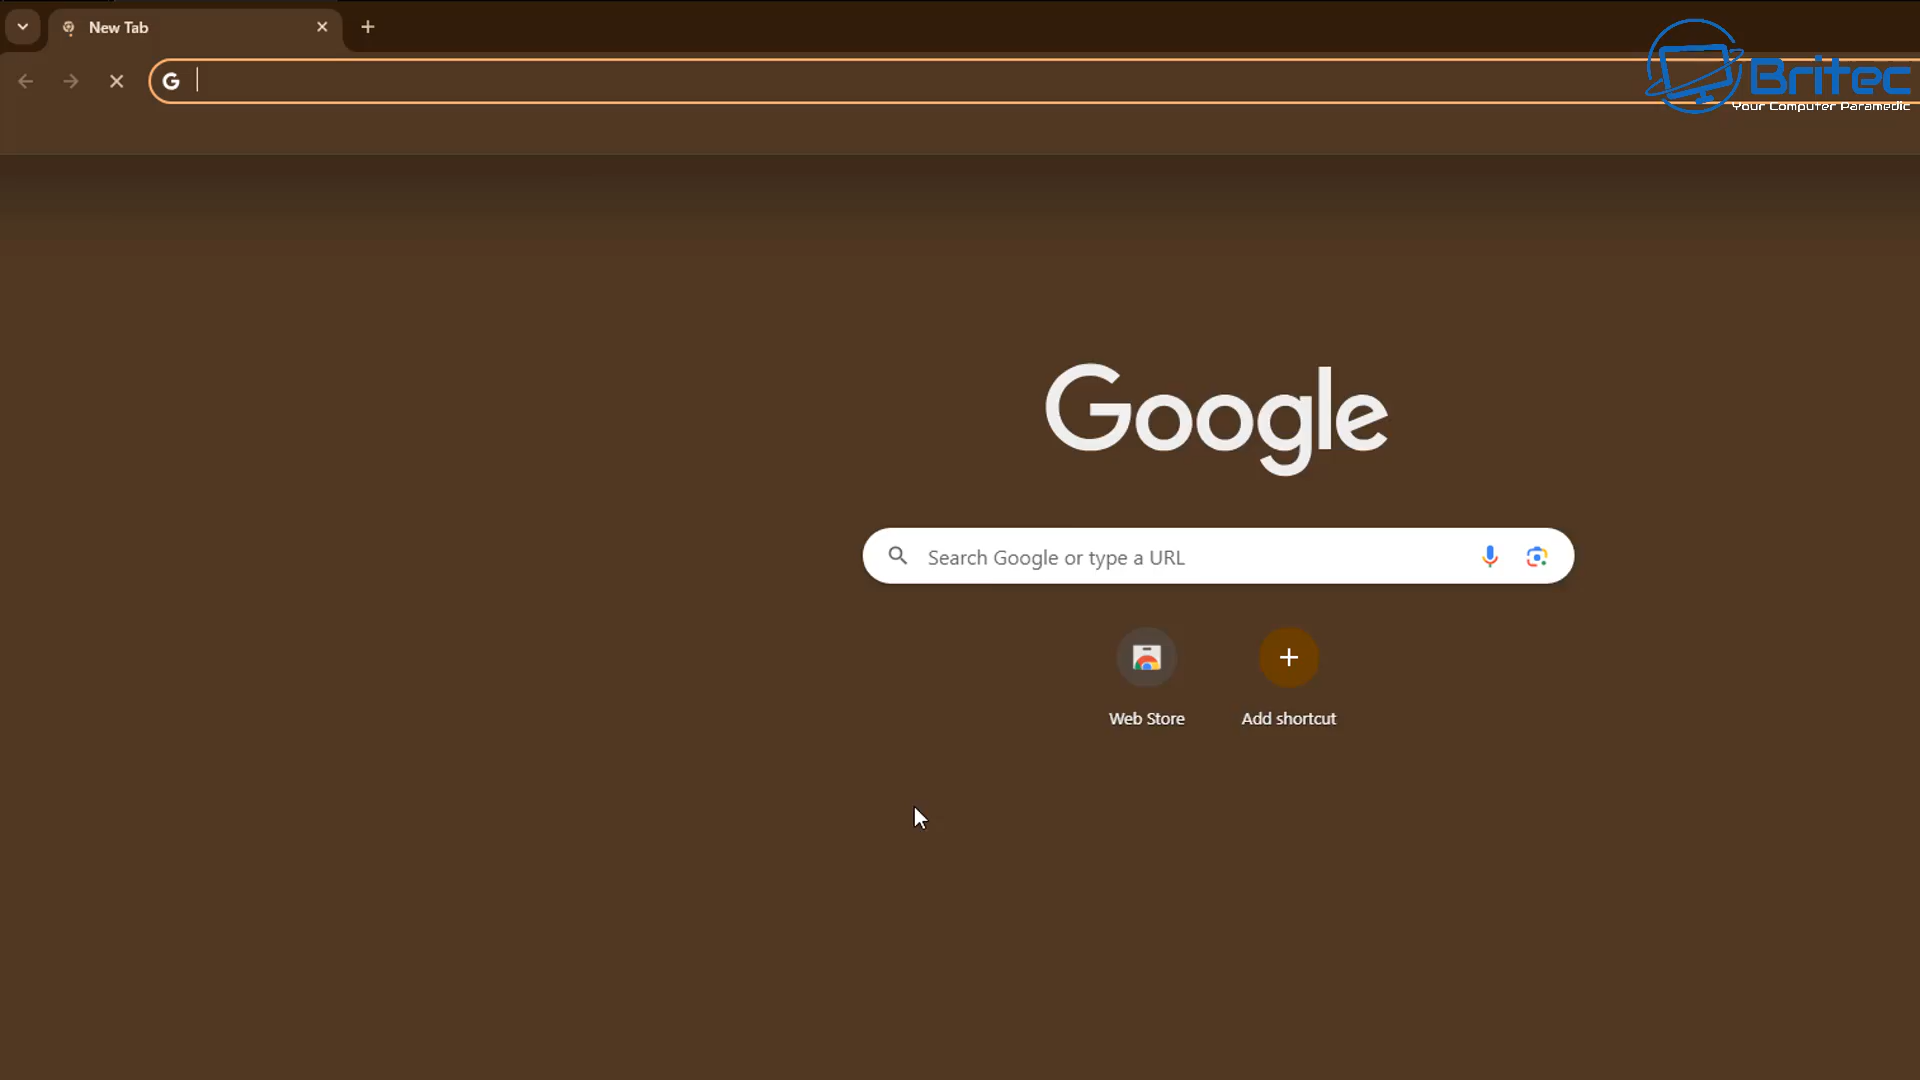 New Tab
Britec
Your Computer Paramedic
Google
Search Google or type a URL
Web Store
Add shortcut